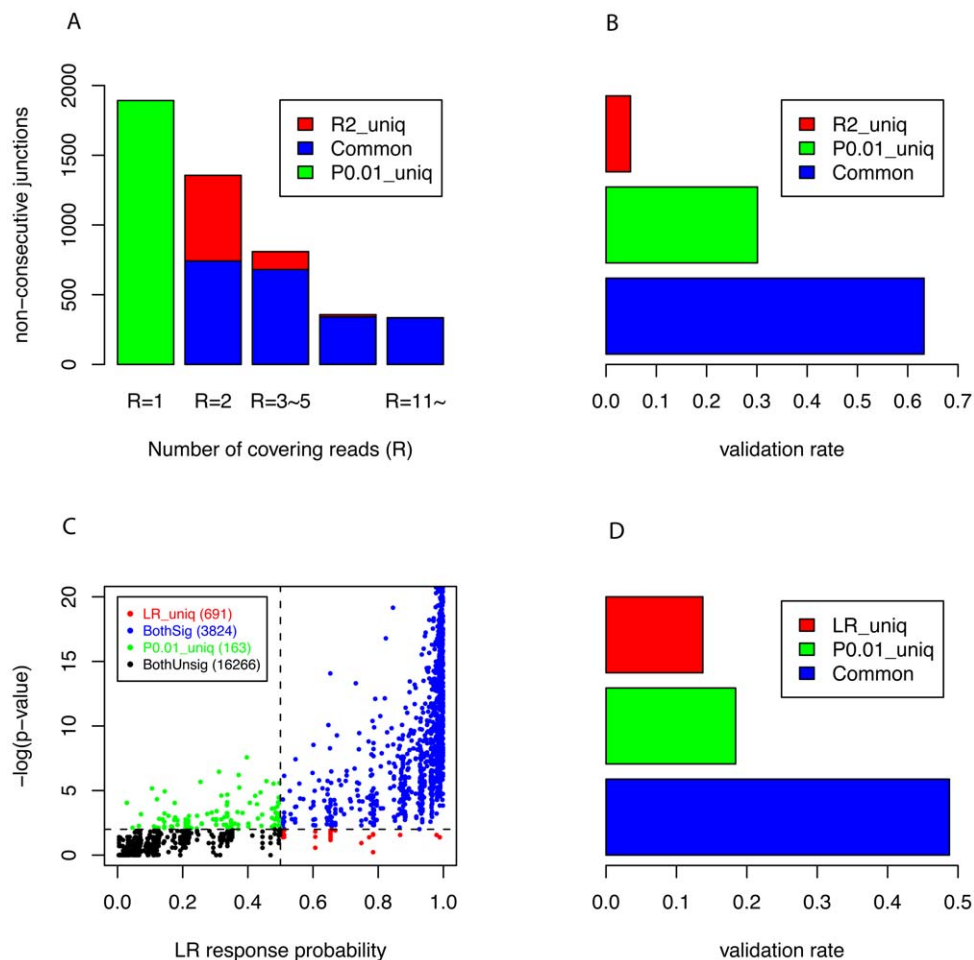 A
non−consecutive junctions
2000
1500
1000
500
0
R2_uniq
Common
P0.01_uniq
R=1
R=2
R=3~5
R=11~
Number of covering reads (R)
B
R2_uniq
P0.01_uniq
Common
0.0 0.1 0.2 0.3 0.4 0.5 0.6 0.7
validation rate
C
−log(p−value)
20
15
10
5
0
LR_uniq (691)
BothSig (3824)
P0.01_uniq (163)
BothUnsig (16266)
0.0 0.2 0.4 0.6 0.8 1.0
LR response probability
D
LR_uniq
P0.01_uniq
Common
0.0 0.1 0.2 0.3 0.4 0.5
validation rate